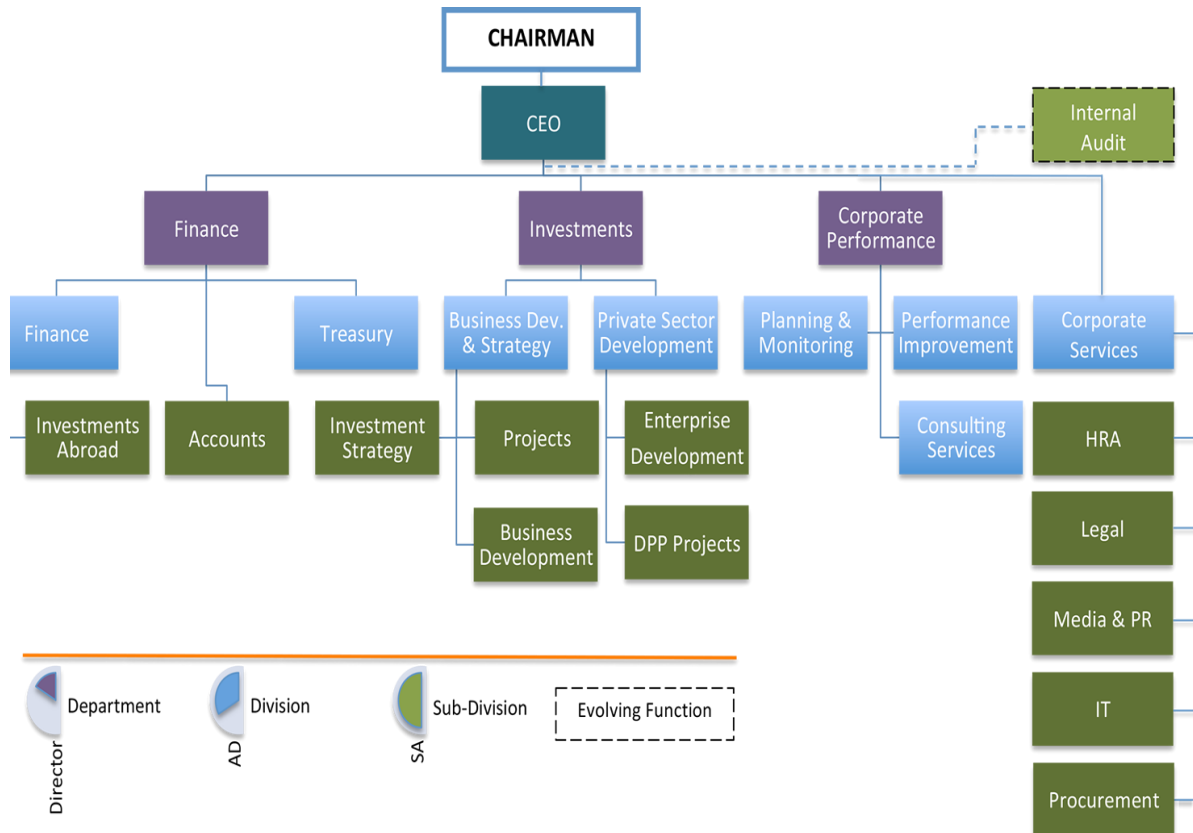 CHAIRMAN
CEO
Internal
Audit
Finance
Investments
Corporate
Performance
Finance
Treasury
Business Dev.
& Strategy
Private Sector
Development
Planning &
Monitoring
Performance
Improvement
Corporate
Services
Investments
Abroad
Accounts
Investment
Strategy
Projects
Enterprise
Development
Consulting
Services
HRA
Business
Development
DPP Projects
Legal
Media & PR
IT
Procurement
Department
Director
Division
AD
Sub-Division
SA
Evolving Function